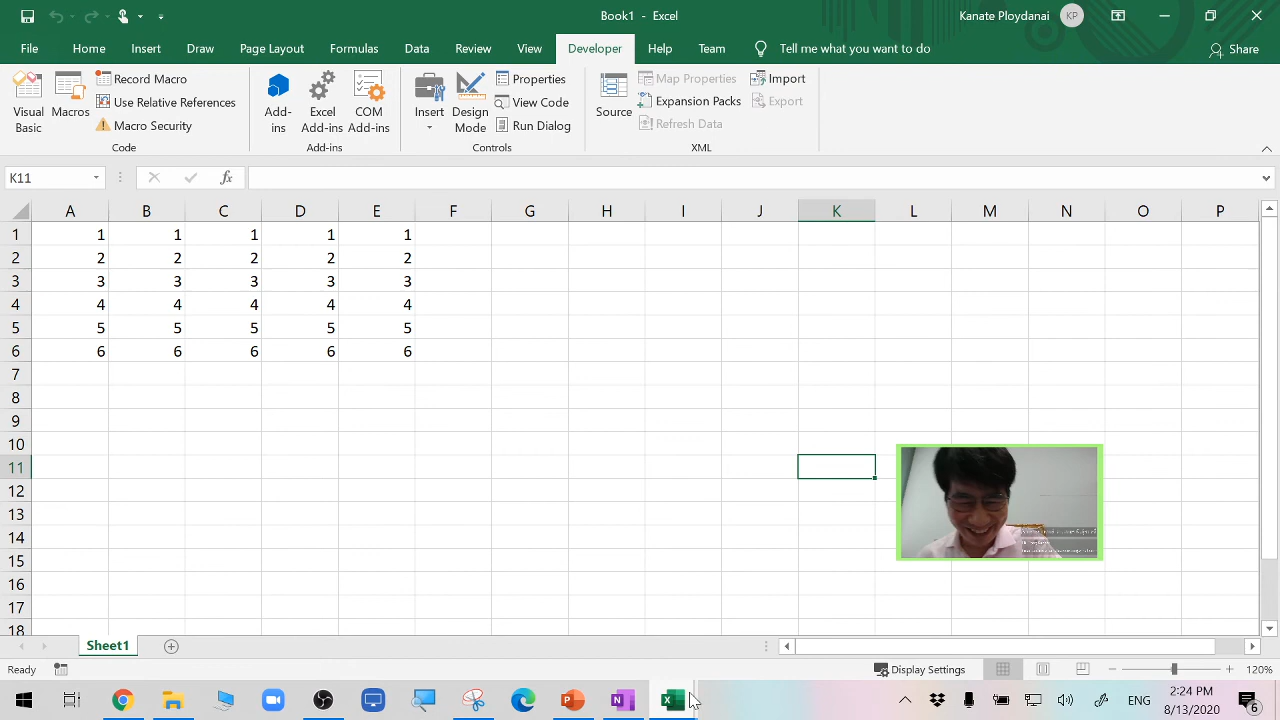 Book1 - Excel
Kanate Ploydanai
KP
File
Home
Insert
Draw
Page Layout
Formulas
Data
Review
View
Developer
Help
Team
Tell me what you want to do
Share
Visual Basic
Macros
Record Macro
Use Relative References
Macro Security
Code
Add-ins
Excel Add-ins
COM Add-ins
Add-ins
Insert
Design Mode
Properties
View Code
Run Dialog
Controls
Source
Map Properties
Expansion Packs
Refresh Data
Import
Export
XML
K11
fx
A B C D E F G H I J K L M N O P
1 1 1 1 1 1
2 2 2 2 2 2
3 3 3 3 3 3
4 4 4 4 4 4
5 5 5 5 5 5
6 6 6 6 6 6
7
8
9
10
11
12
13
14
15
16
17
18
Sheet1
Ready
Display Settings
120%
ENG
2:24 PM
8/13/2020
6